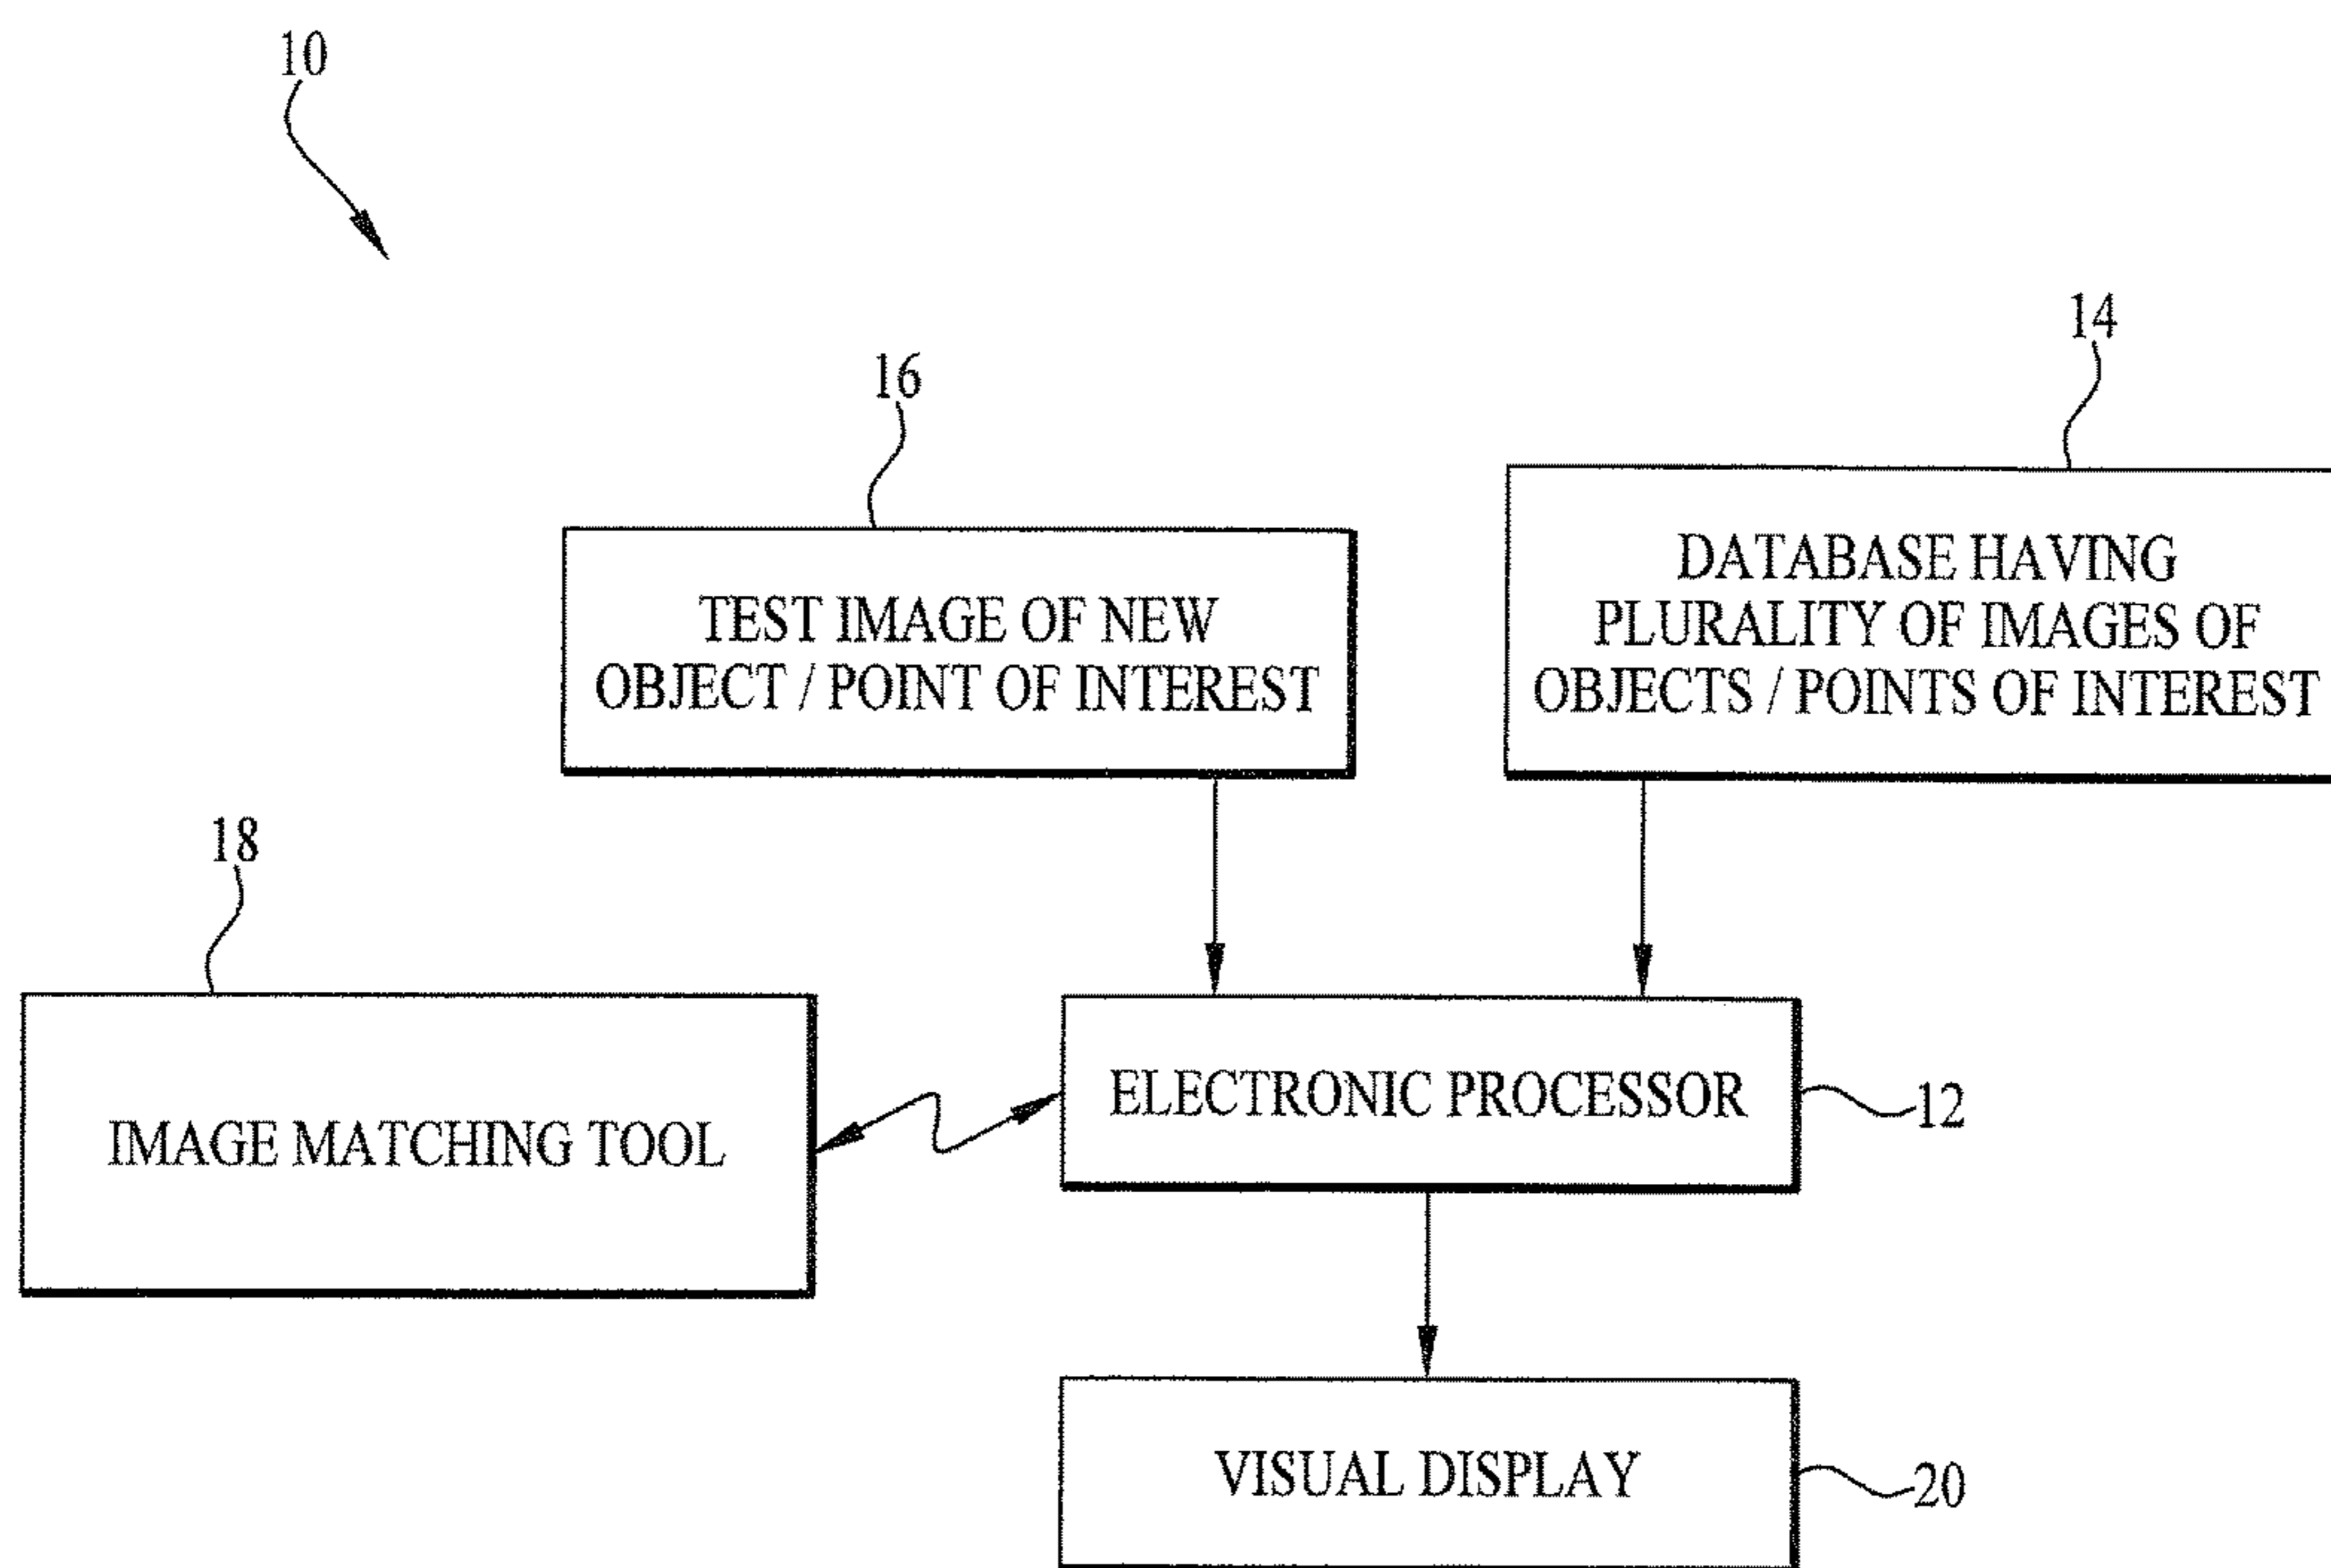 10
14
16
DATABASE HAVING
PLURALITY OF IMAGES OF
OBJECTS / POINTS OF INTEREST
TEST IMAGE OF NEW
OBJECT / POINT OF INTEREST
18
IMAGE MATCHING TOOL
ELECTRONIC PROCESSOR
12
VISUAL DISPLAY
20